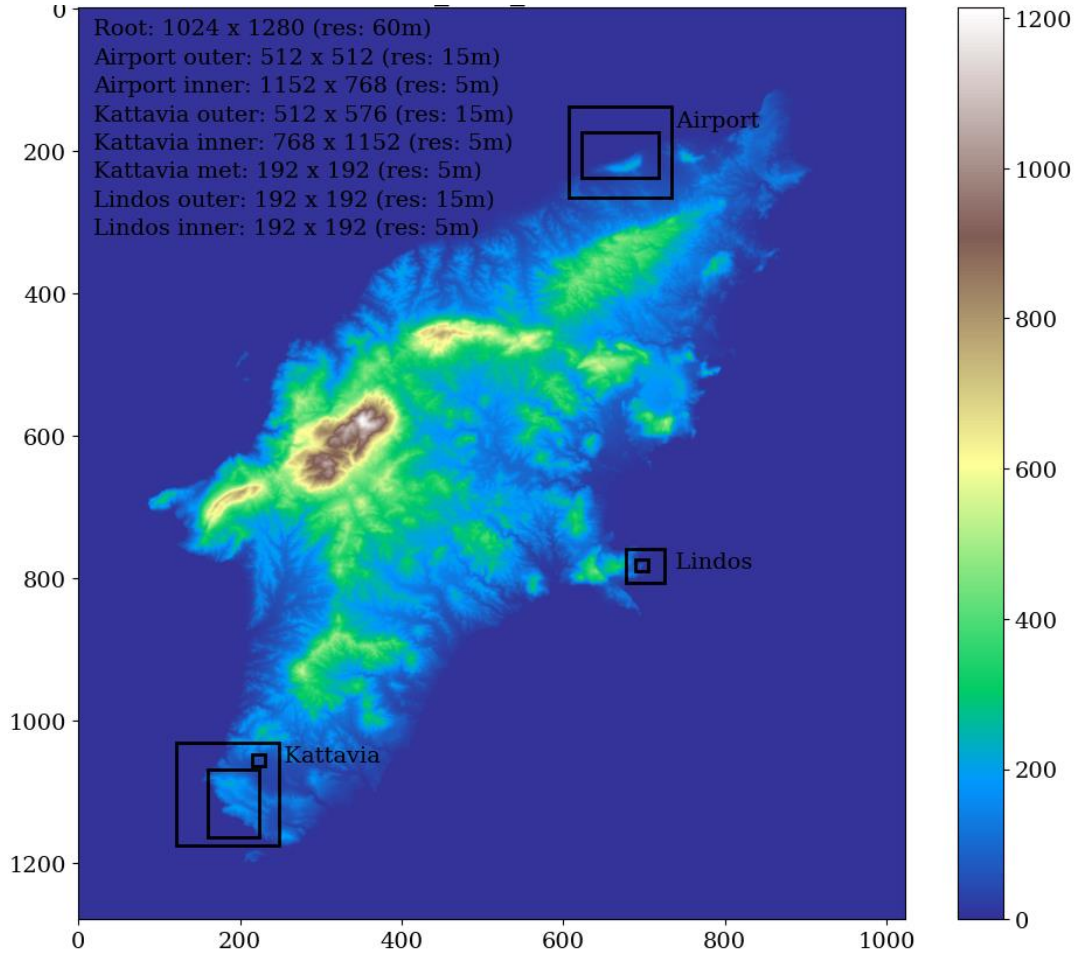 Root: 1024 x 1280 (res: 60m)
Airport outer: 512 x 512 (res: 15m)
Airport inner: 1152 x 768 (res: 5m)
Kattavia outer: 512 x 576 (res: 15m)
Kattavia inner: 768 x 1152 (res: 5m)
Kattavia met: 192 x 192 (res: 5m)
Lindos outer: 192 x 192 (res: 15m)
Lindos inner: 192 x 192 (res: 5m)
Airport
Lindos
Kattavia
0
200
400
600
800
1000
1200
0 200 400 600 800 1000
1200
1000
800
600
400
200
0